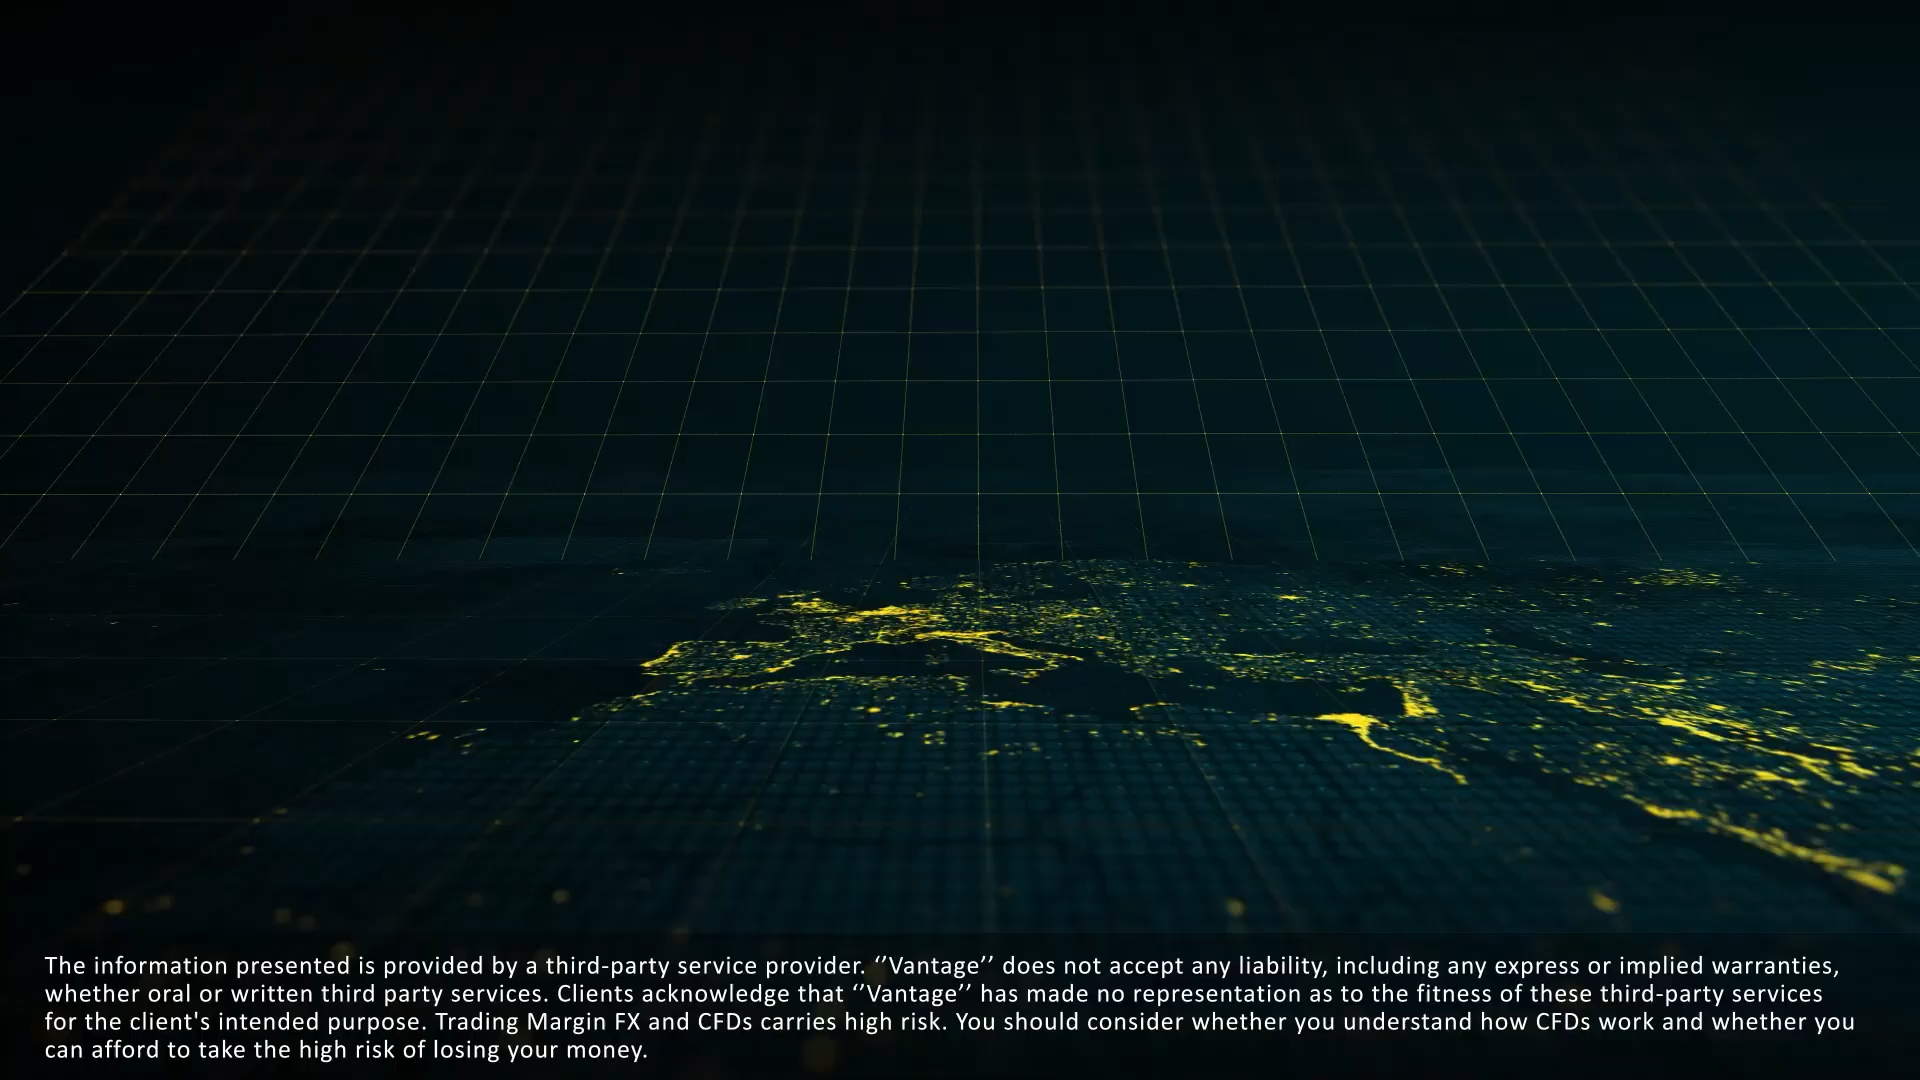 The information presented is provided by a third-party service provider. ‘’Vantage’’ does not accept any liability, including any express or implied warranties,
whether oral or written third party services. Clients acknowledge that ‘’Vantage’’ has made no representation as to the fitness of these third-party services
for the client's intended purpose. Trading Margin FX and CFDs carries high risk. You should consider whether you understand how CFDs work and whether you
can afford to take the high risk of losing your money.